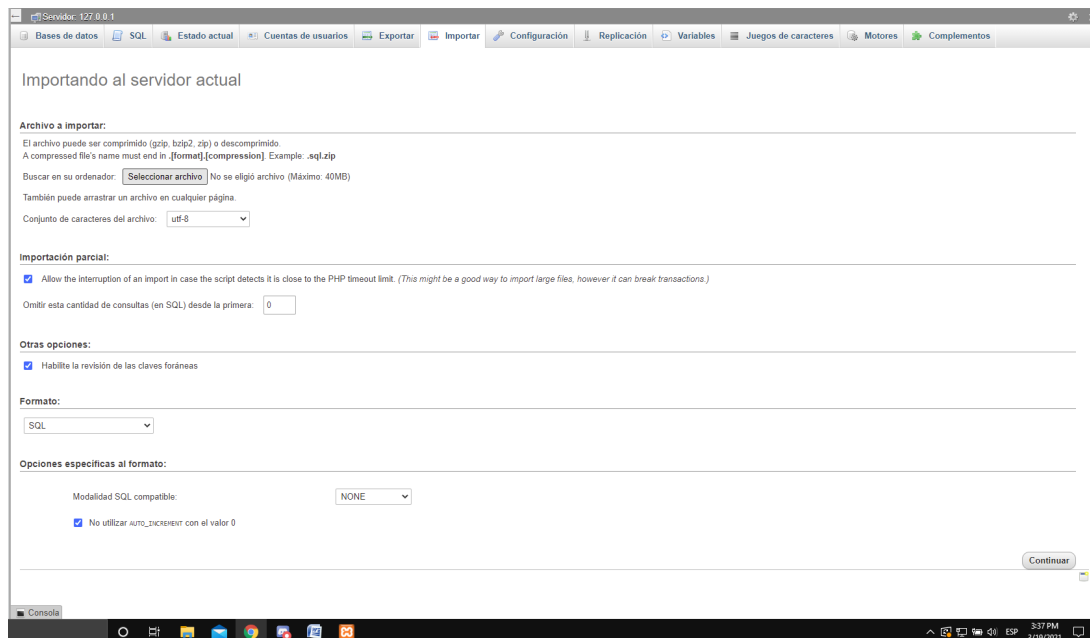 Servidor: 127.0.0.1
Bases de datos SQL Estado actual Cuentas de usuarios Exportar Importar Configuración Replicación Variables Juegos de caracteres Motores Complementos
Importando al servidor actual
Archivo a importar:
El archivo puede ser comprimido (gzip, bzip2, zip) o descomprimido.
A compressed file's name must end in .[format].[compression]. Example: .sql.zip
Buscar en su ordenador: Seleccionar archivo No se eligió archivo (Máximo: 40MB)
También puede arrastrar un archivo en cualquier página.
Conjunto de caracteres del archivo: utf-8
Importación parcial:
Allow the interruption of an import in case the script detects it is close to the PHP timeout limit. (This might be a good way to import large files, however it can break transactions.)
Omitir esta cantidad de consultas (en SQL) desde la primera: 0
Otras opciones:
Habilite la revisión de las claves foráneas
Formato:
SQL
Opciones específicas al formato:
Modalidad SQL compatible: NONE
No utilizar AUTO_INCREMENT con el valor 0
Continuar
Consola
ESP 3:37 PM
3/19/2021